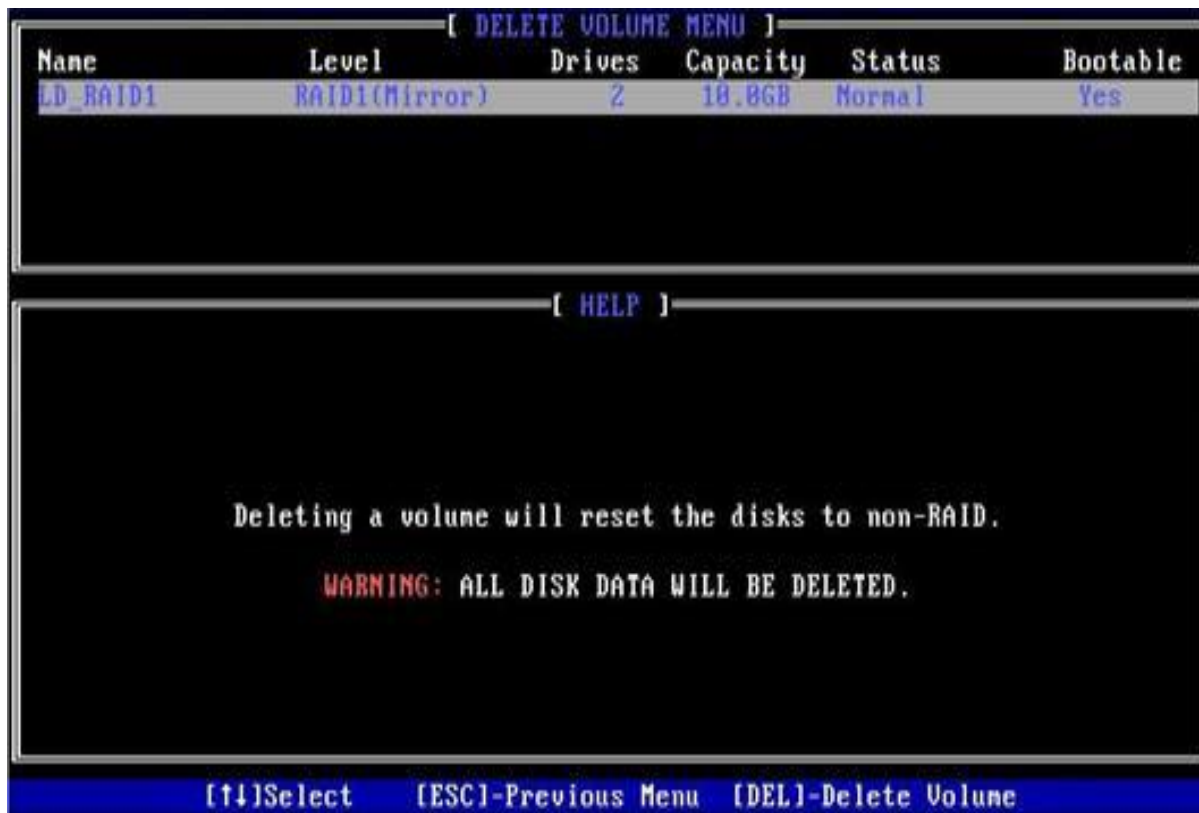 [ DELETE VOLUME MENU ]
Name Level Drives Capacity Status Bootable
LD_RAID1 RAID1(Mirror) 2 10.0GB Normal Yes
[ HELP ]
Deleting a volume will reset the disks to non-RAID.
WARNING: ALL DISK DATA WILL BE DELETED.
[↑↓]Select [ESC]-Previous Menu [DEL]-Delete Volume